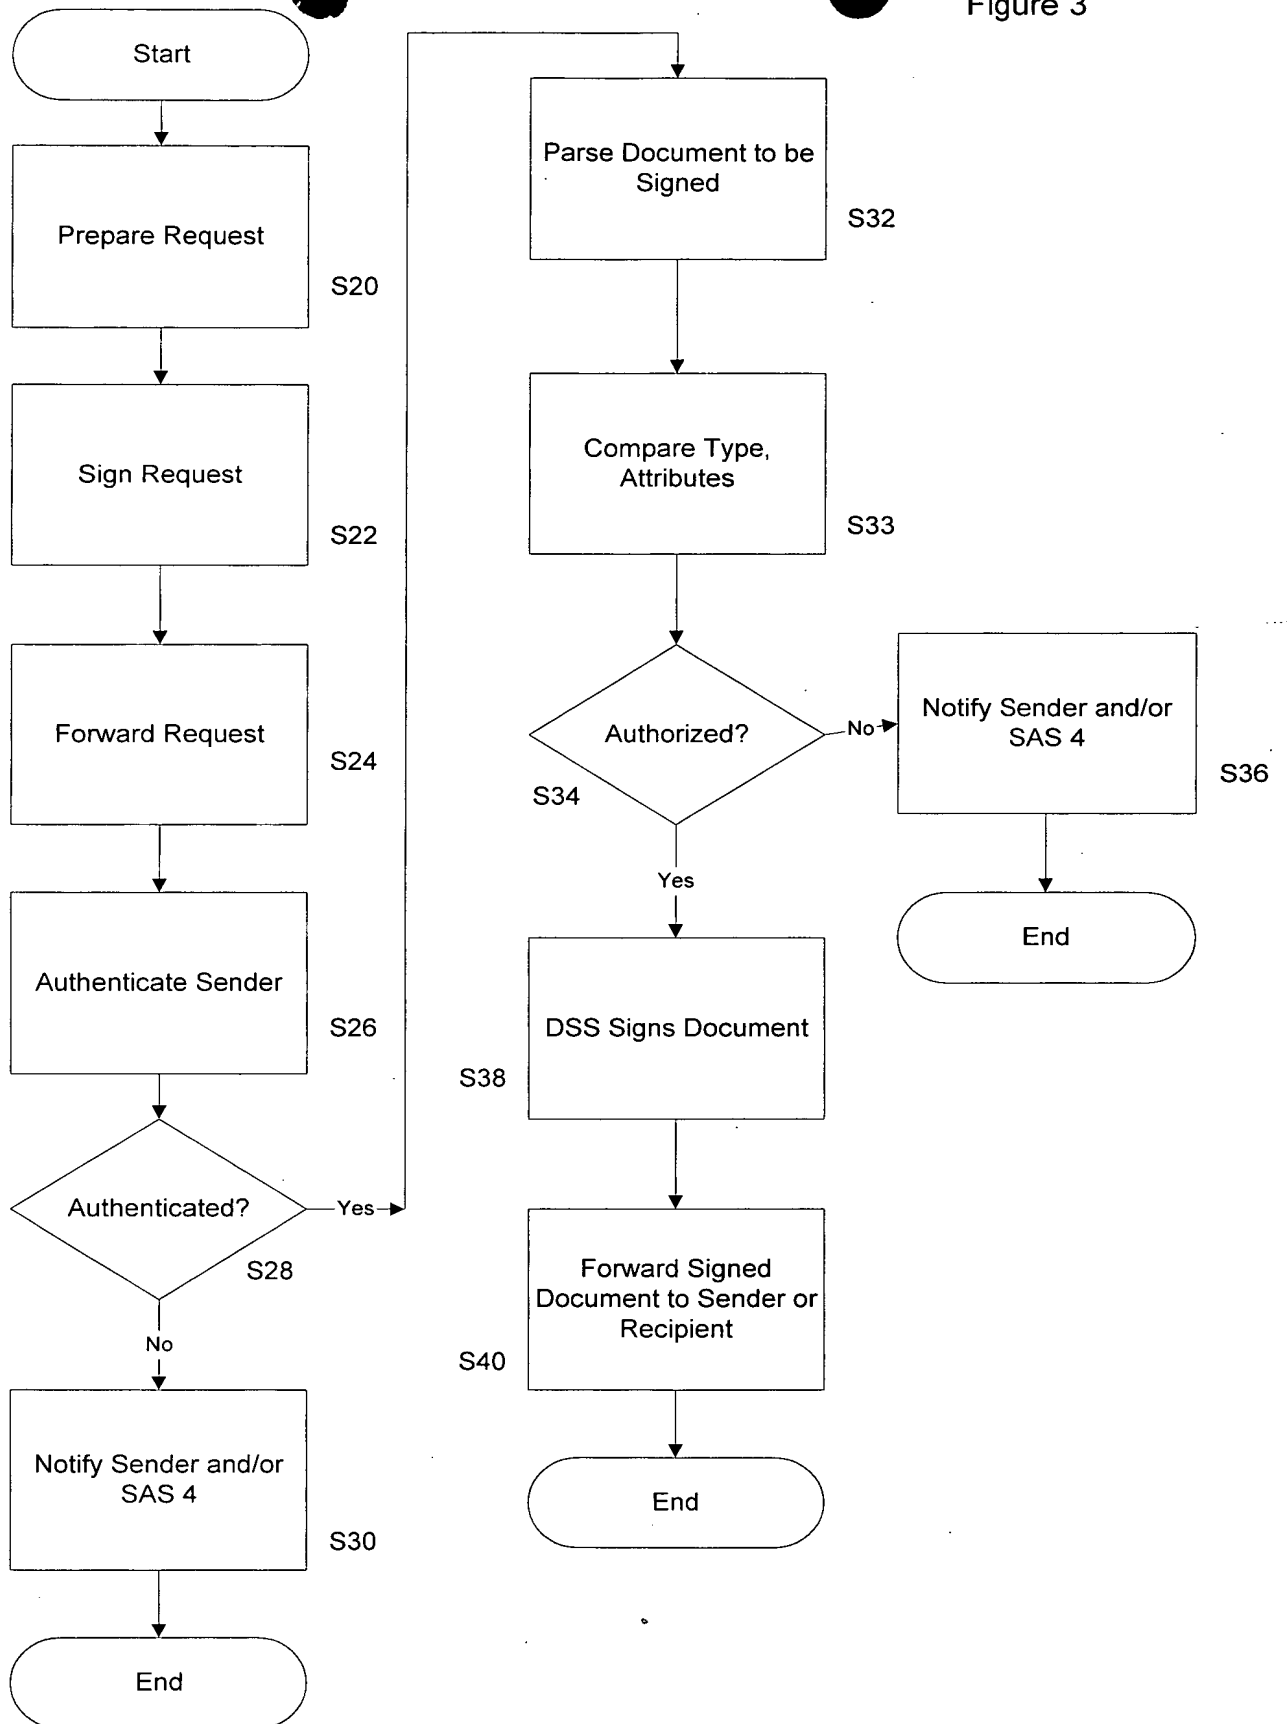 Figure 3
Start
Prepare Request
S20
Sign Request
S22
Forward Request
S24
Authenticate Sender
S26
Authenticated?
Yes
S28
No
Notify Sender and/or
SAS 4
S30
End
Parse Document to be
Signed
S32
Compare Type,
Attributes
S33
Authorized?
No
S34
Notify Sender and/or
SAS 4
S36
End
Yes
DSS Signs Document
S38
Forward Signed
Document to Sender or
Recipient
S40
End